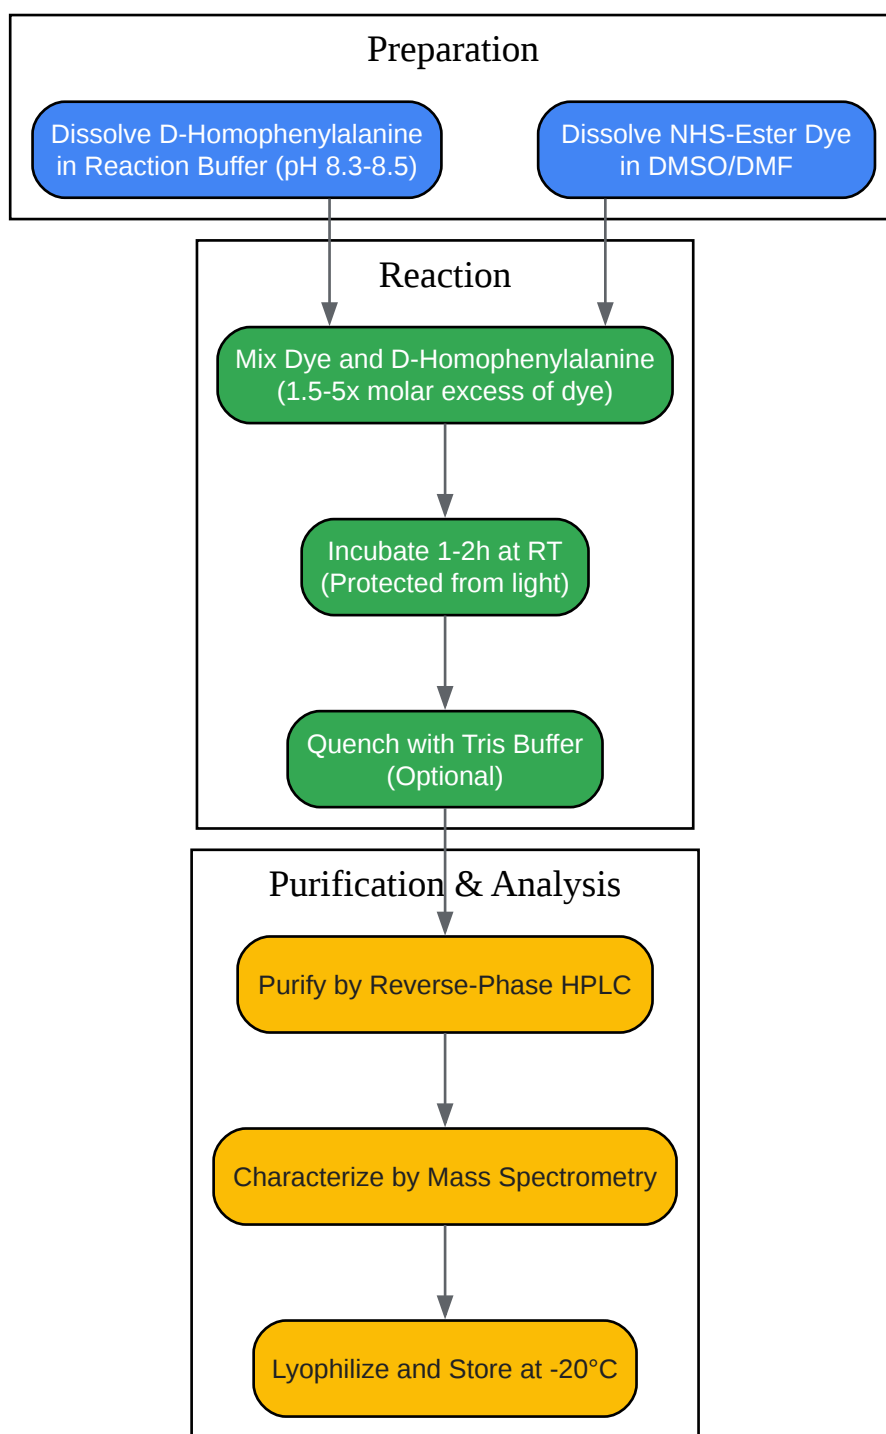 Preparation
Dissolve D-Homophenylalanine
in Reaction Buffer (pH 8.3-8.5)
Dissolve NHS-Ester Dye
in DMSO/DMF
Reaction
Mix Dye and D-Homophenylalanine
(1.5-5x molar excess of dye)
Incubate 1-2h at RT
(Protected from light)
Quench with Tris Buffer
(Optional)
Purification & Analysis
Purify by Reverse-Phase HPLC
Characterize by Mass Spectrometry
Lyophilize and Store at -20°C